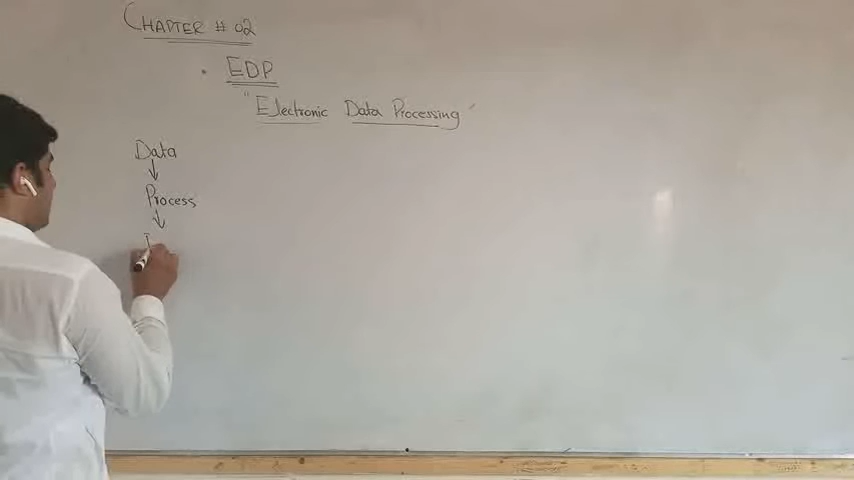 CHAPTER # 02
• EDP
"Electronic Data Processing"
Data
↓
Process
↓
I